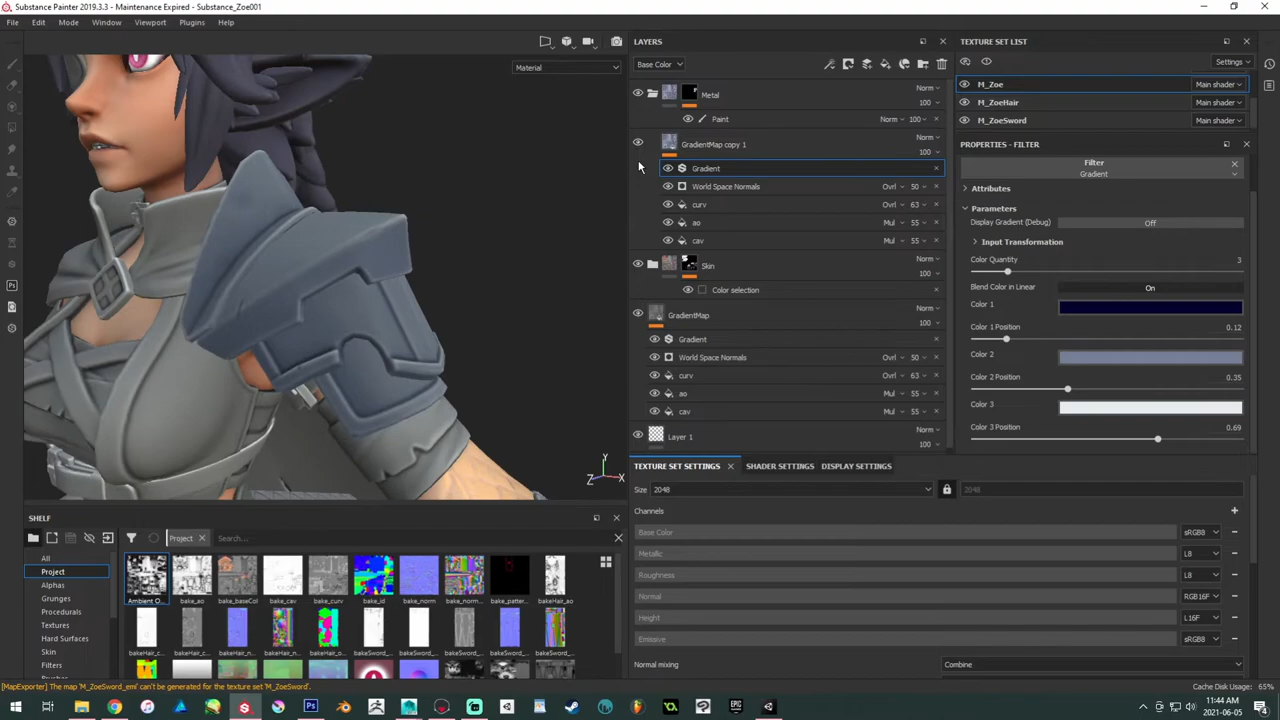 Substance Painter 2019.3.3 - Maintenance Expired - Substance_Zoe001
File Edit Mode Window Viewport Plugins Help
Material
LAYERS
Base Color
Metal Norm 100
Paint Norm 100
GradientMap copy 1 Norm 100
Gradient
World Space Normals Ovrl 50
curv Ovrl 63
ao Mul 55
cav Mul 55
Skin Norm 100
Color selection
GradientMap Norm 100
Gradient
World Space Normals Ovrl 50
curv Ovrl 63
ao Mul 55
cav Mul 55
Layer 1 Norm 100
TEXTURE SET LIST
Settings
M_Zoe Main shader
M_ZoeHair Main shader
M_ZoeSword Main shader
PROPERTIES - FILTER
Filter
Gradient
Attributes
Parameters
Display Gradient (Debug) Off
Input Transformation
Color Quantity 3
Blend Color in Linear On
Color 1
Color 1 Position 0.12
Color 2
Color 2 Position 0.35
Color 3
Color 3 Position 0.69
Y
Z X
TEXTURE SET SETTINGS SHADER SETTINGS DISPLAY SETTINGS
Size 2048 2048
Channels
Base Color sRGB8
Metallic L8
Roughness L8
Normal RGB16F
Height L16F
Emissive sRGB8
Normal mixing Combine
SHELF
Project Search...
All
Project
Alphas
Grunges
Procedurals
Textures
Hard Surfaces
Skin
Filters
Ambient O... bake_ao bake_baseCol bake_cav bake_curv bake_id bake_norm bake_norm... bake_patter... bakeHair_ao
bakeHair_c... bakeHair_c... bakeHair_n... bakeHair_n... bakeSword_...
[MapExporter] The map 'M_ZoeSword_emi' can't be generated for the texture set 'M_ZoeSword'.
Cache Disk Usage: 65%
11:44 AM
2021-06-05